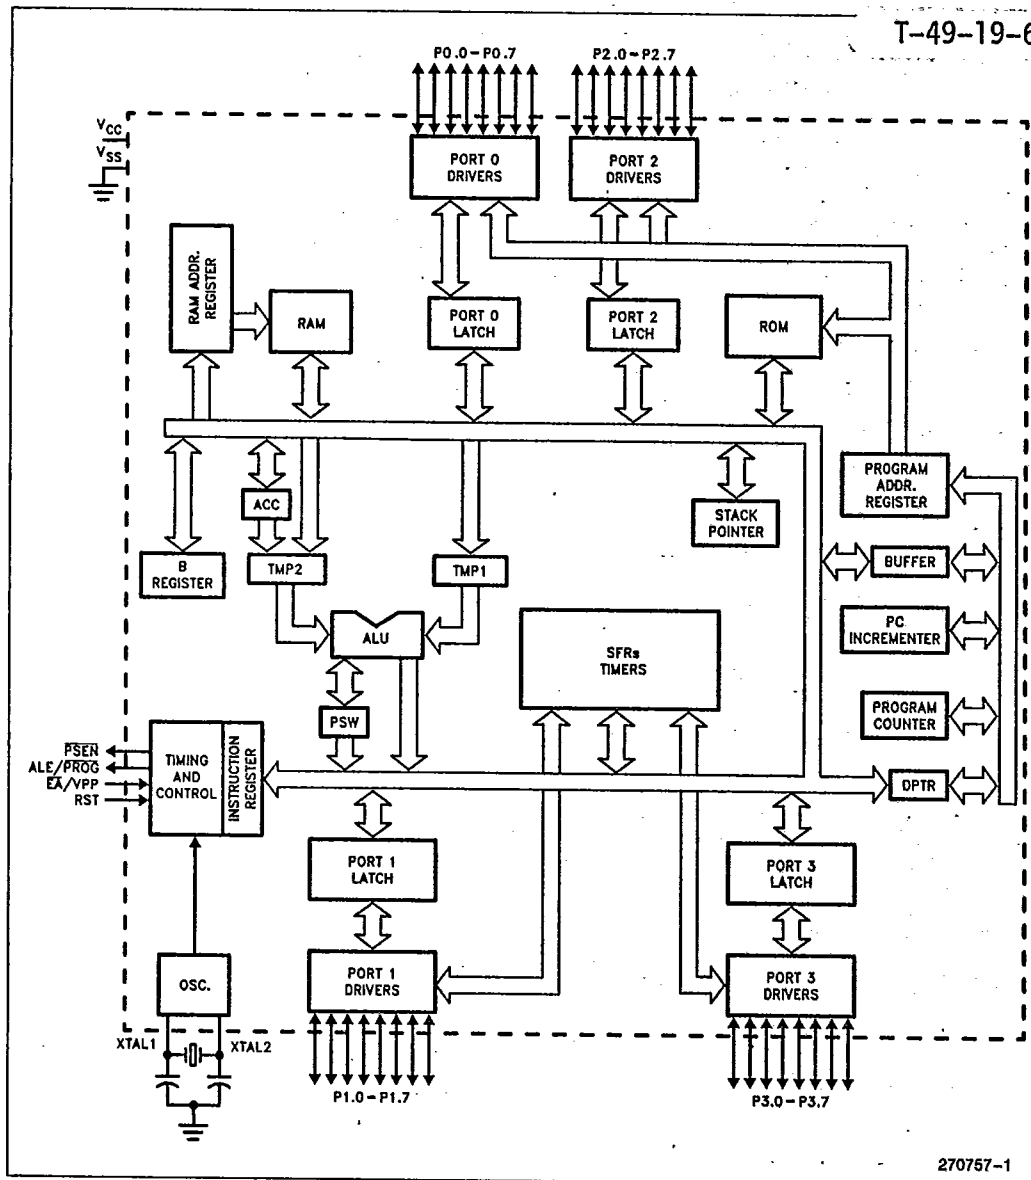 T-49-19-6
P0.0-P0.7
P2.0-P2.7
VCC
VSS
PORT 0
DRIVERS
PORT 2
DRIVERS
RAM ADDR.
REGISTER
RAM
PORT 0
LATCH
PORT 2
LATCH
ROM
PROGRAM
ADDR.
REGISTER
ACC
STACK
POINTER
B
REGISTER
TMP2
TMP1
BUFFER
ALU
SFRs
TIMERS
PC
INCREMENTER
PSW
PROGRAM
COUNTER
PSEN
ALE/PROG
EA/VPP
RST
TIMING
AND
CONTROL
INSTRUCTION
REGISTER
DPTR
PORT 1
LATCH
PORT 3
LATCH
OSC.
PORT 1
DRIVERS
PORT 3
DRIVERS
XTAL1
XTAL2
P1.0-P1.7
P3.0-P3.7
270757-1